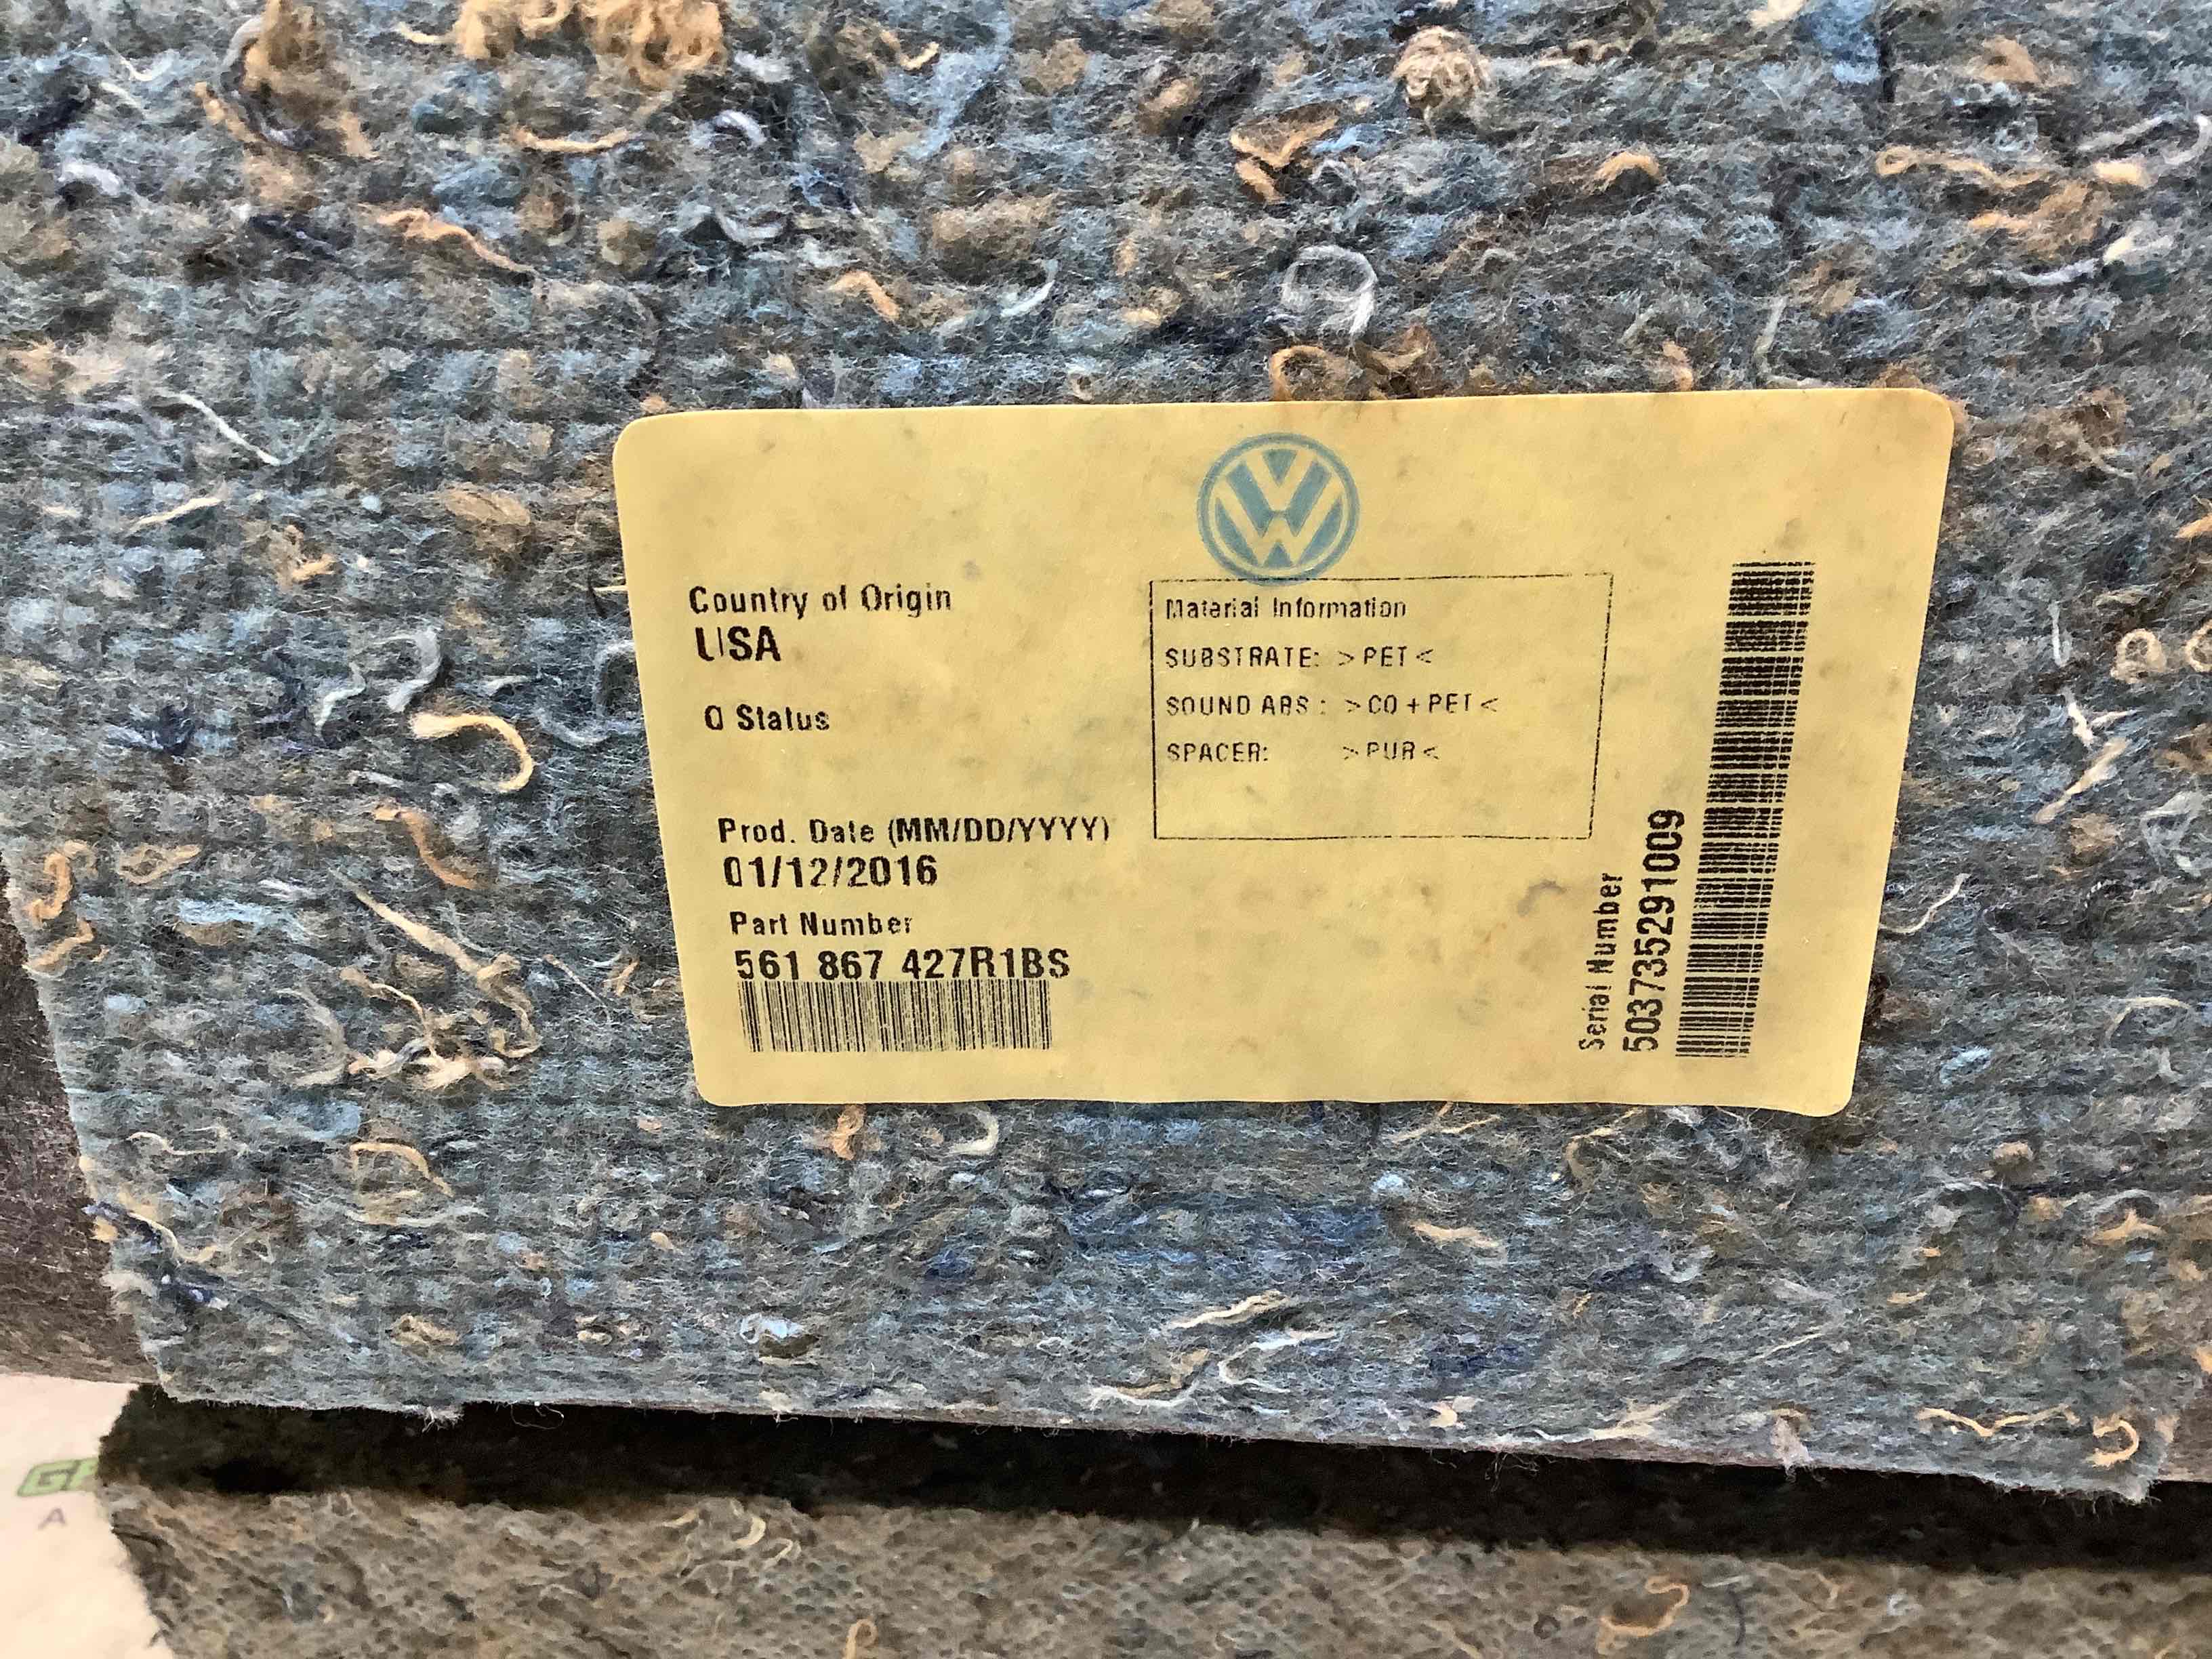 Country of Origin
USA
Q Status
Prod. Date (MM/DD/YYYY)
01/12/2016
Part Number
561 867 427R1BS
Material Information
SUBSTRATE: >PET<
SOUND ABS : >CO+PET<
SPACER: >PUR<
Serial Number
5037352910​09